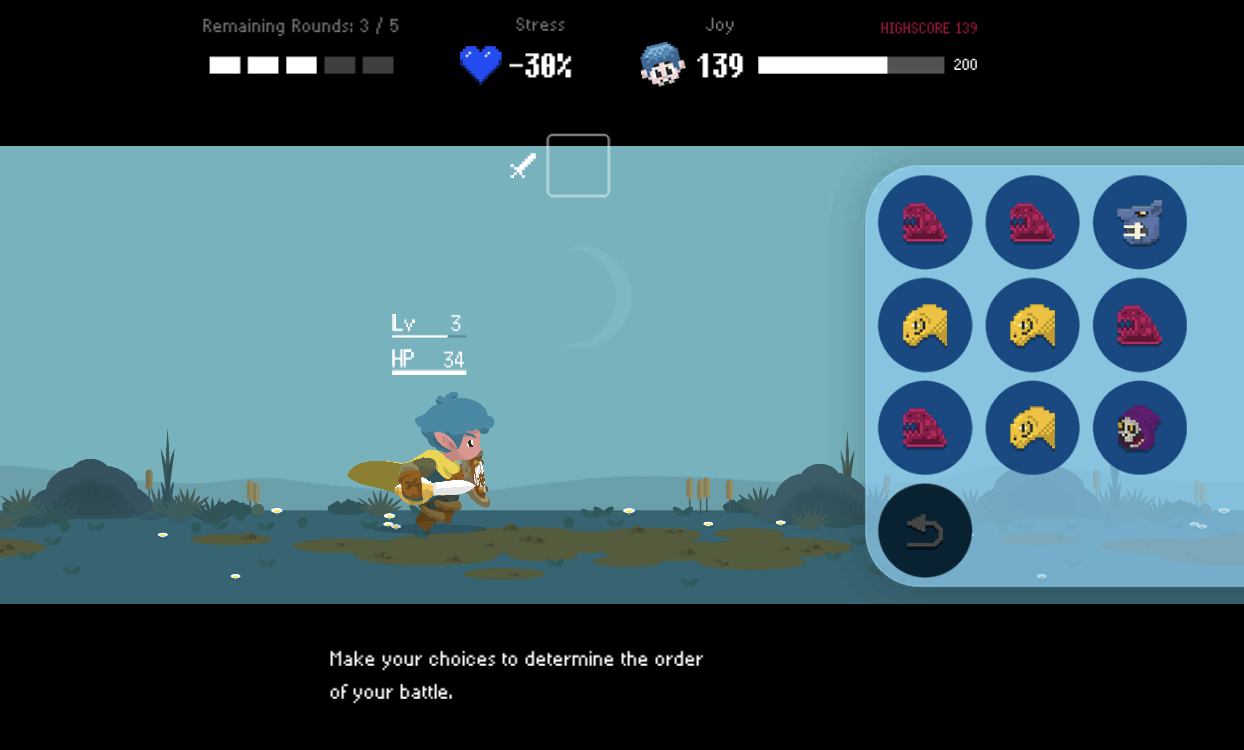 Remaining Rounds: 3 / 5
Stress
Joy
HIGHSCORE 139
-30%
139
200
Lv 3
HP 34
Make your choices to determine the order
of your battle.